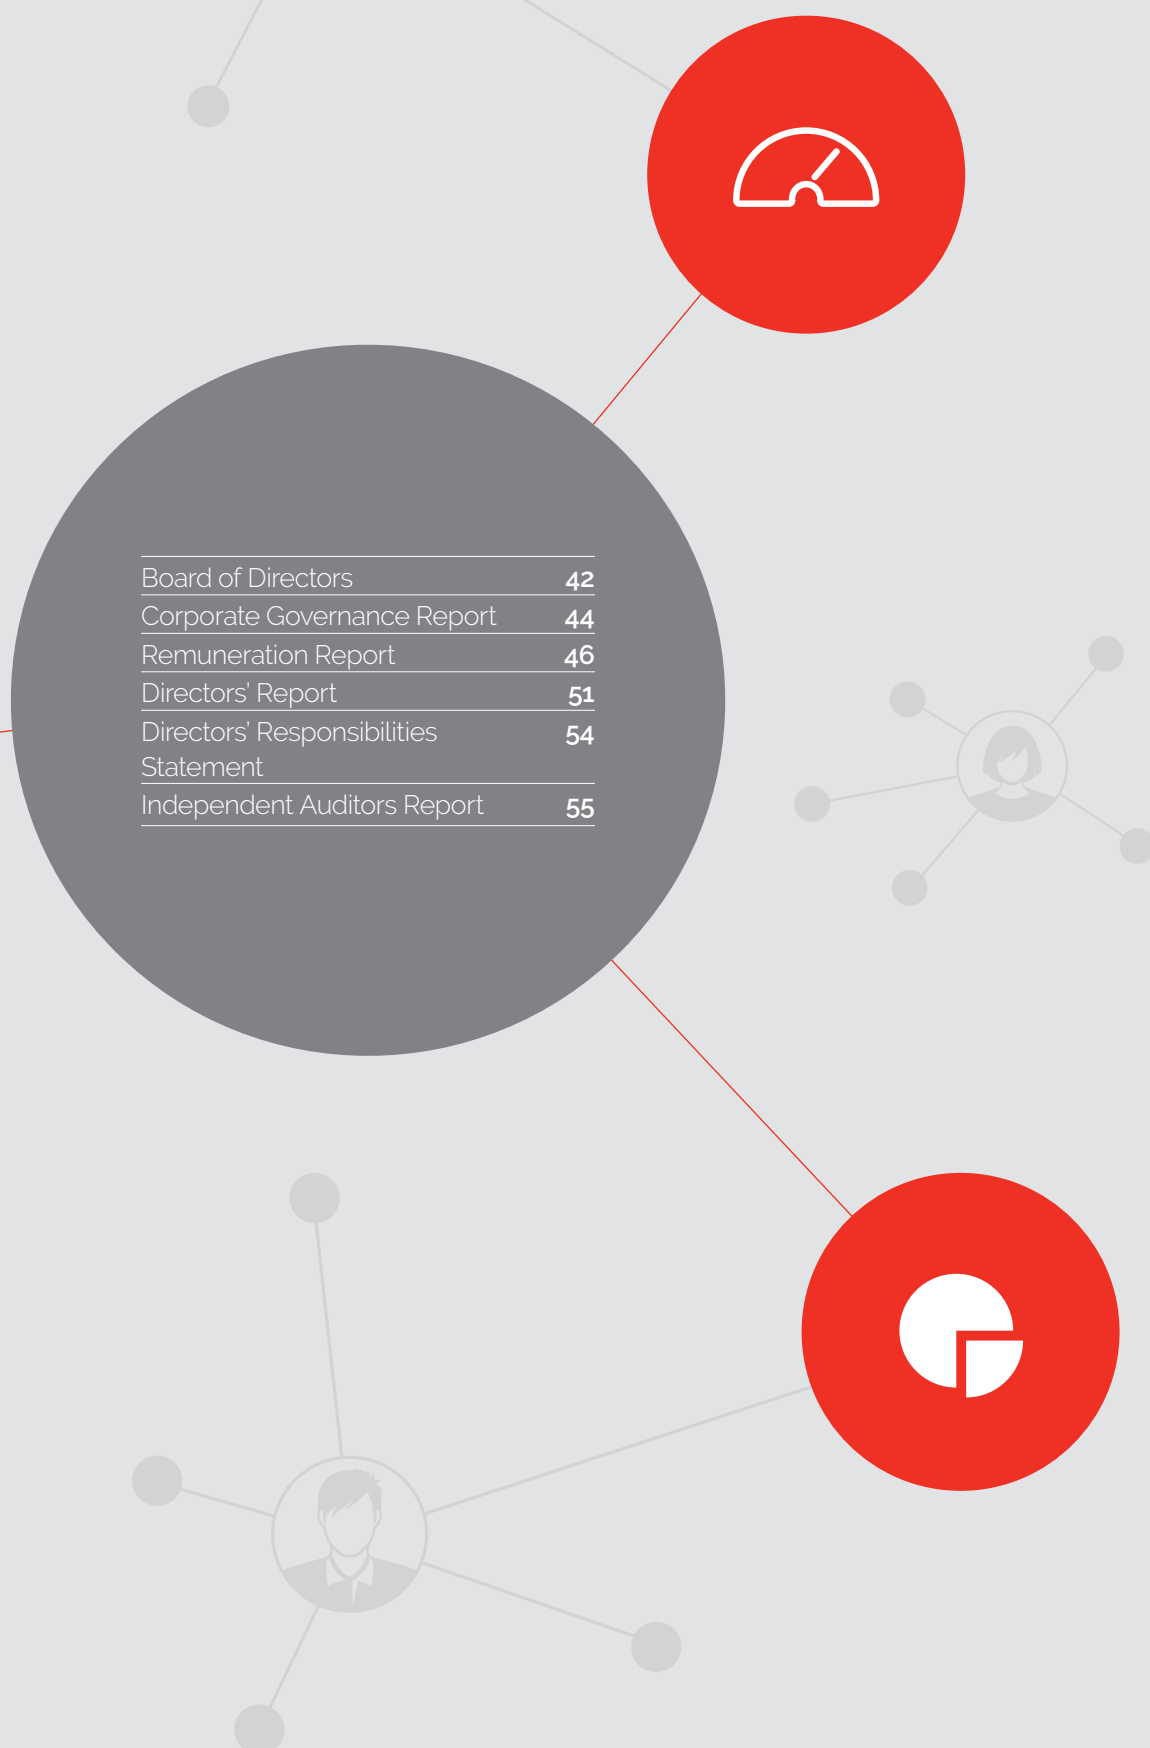 Board of Directors 42
Corporate Governance Report 44
Remuneration Report 46
Directors' Report 51
Directors' Responsibilities 54
Statement
Independent Auditors Report 55